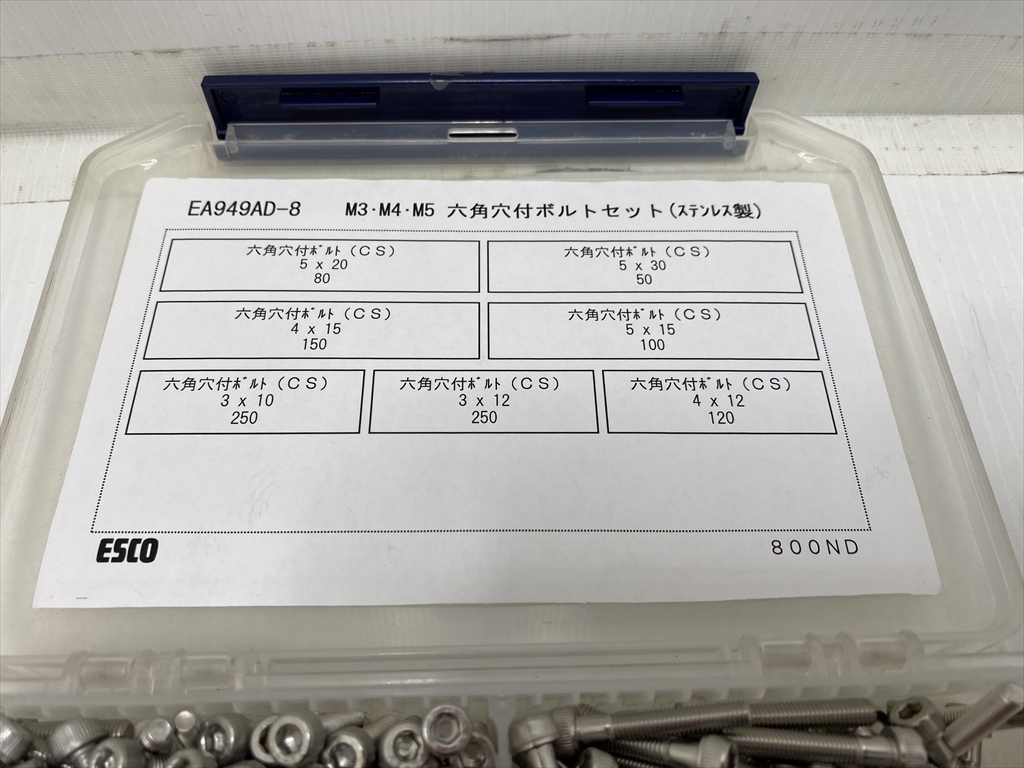 EA949AD-8 M3･M4･M5 六角穴付ボルトセット(ｽﾃﾝﾚｽ製)
六角穴付ﾎﾞﾙﾄ（ＣＳ）
5 x 20
80
六角穴付ﾎﾞﾙﾄ（ＣＳ）
5 x 30
50
六角穴付ﾎﾞﾙﾄ（ＣＳ）
4 x 15
150
六角穴付ﾎﾞﾙﾄ（ＣＳ）
5 x 15
100
六角穴付ﾎﾞﾙﾄ（ＣＳ）
3 x 10
250
六角穴付ﾎﾞﾙﾄ（ＣＳ）
3 x 12
250
六角穴付ﾎﾞﾙﾄ（ＣＳ）
4 x 12
120
ESCO
８００ＮＤ